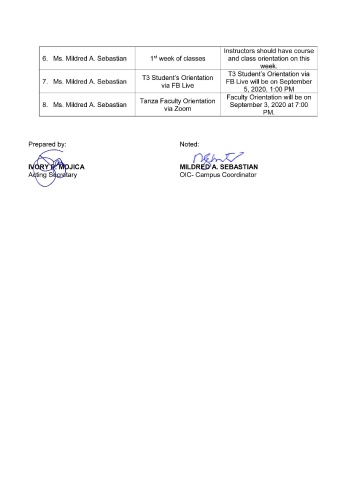 6. Ms. Mildred A. Sebastian
1st week of classes
Instructors should have course
and class orientation on this
week.
7. Ms. Mildred A. Sebastian
T3 Student's Orientation
via FB Live
T3 Student's Orientation via
FB Live will be on September
5, 2020, 1:00 PM
8. Ms. Mildred A. Sebastian
Tanza Faculty Orientation
via Zoom
Faculty Orientation will be on
September 3, 2020 at 7:00
PM.
Prepared by:
Noted:
IVORY P. MOJICA
MILDRED A. SEBASTIAN
Acting Secretary
OIC- Campus Coordinator